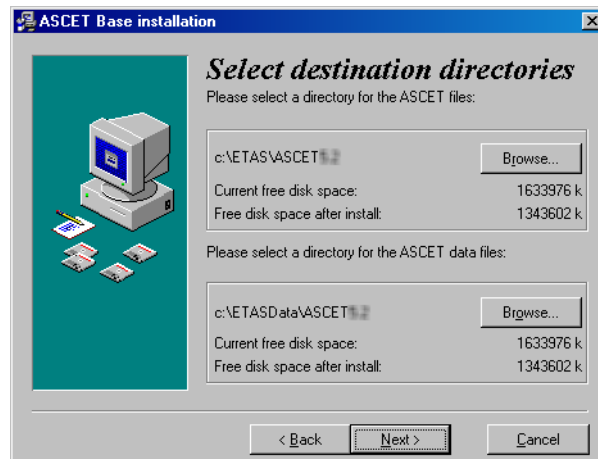 ASCET Base installation
Select destination directories
Please select a directory for the ASCET files:
c:\ETAS\ASCET
Browse...
Current free disk space: 1633976 k
Free disk space after install: 1343602 k
Please select a directory for the ASCET data files:
c:\ETASData\ASCET
Browse...
Current free disk space: 1633976 k
Free disk space after install: 1343602 k
< Back Next > Cancel